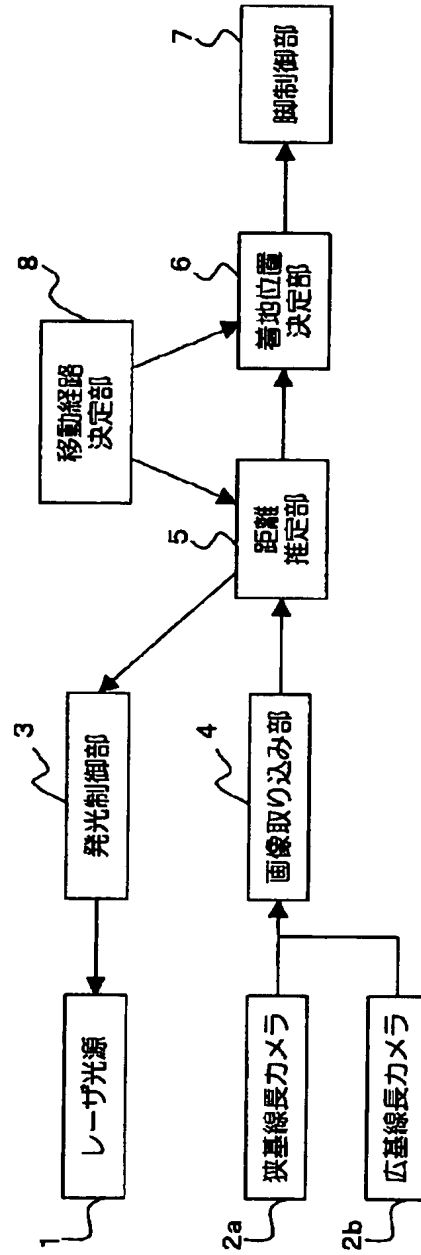 レーザ光源
1
発光制御部
3
移動経路
決定部
8
狭基線長カメラ
2a
広基線長カメラ
2b
画像取り込み部
4
距離
推定部
5
着地位置
決定部
6
脚制御部
7